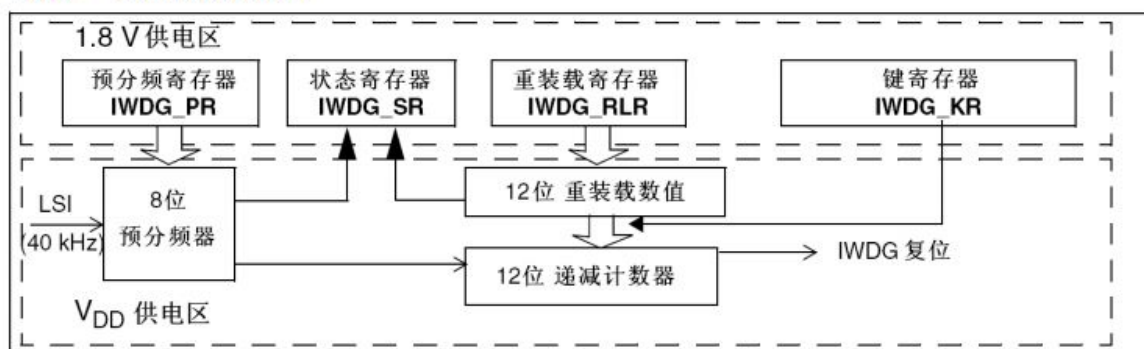 1.8 V 供电区
预分频寄存器
IWDG_PR
状态寄存器
IWDG_SR
重装载寄存器
IWDG_RLR
键寄存器
IWDG_KR
LSI
(40 kHz)
8位
预分频器
12位 重装载数值
12位 递减计数器
IWDG 复位
VDD 供电区